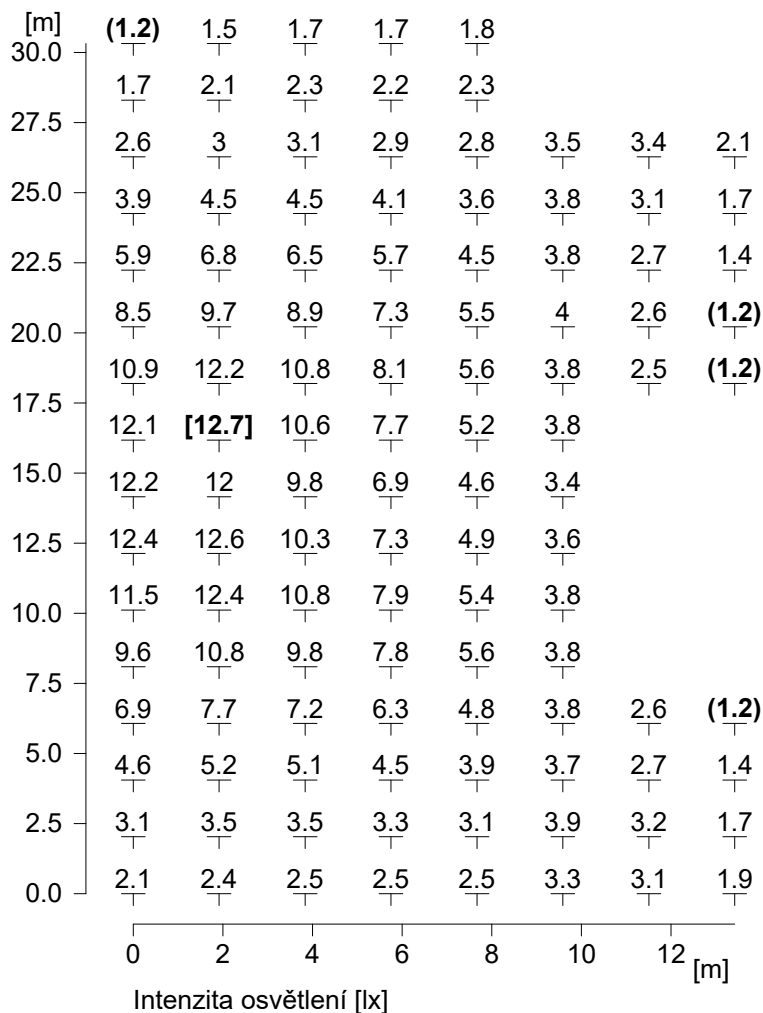 [m]
(1.2) 1.5 1.7 1.7 1.8
30.0
1.7 2.1 2.3 2.2 2.3
27.5
2.6 3 3.1 2.9 2.8 3.5 3.4 2.1
25.0
3.9 4.5 4.5 4.1 3.6 3.8 3.1 1.7
22.5
5.9 6.8 6.5 5.7 4.5 3.8 2.7 1.4
8.5 9.7 8.9 7.3 5.5 4 2.6 (1.2)
20.0
10.9 12.2 10.8 8.1 5.6 3.8 2.5 (1.2)
17.5
12.1 [12.7] 10.6 7.7 5.2 3.8
15.0
12.2 12 9.8 6.9 4.6 3.4
12.5
12.4 12.6 10.3 7.3 4.9 3.6
11.5 12.4 10.8 7.9 5.4 3.8
10.0
9.6 10.8 9.8 7.8 5.6 3.8
7.5
6.9 7.7 7.2 6.3 4.8 3.8 2.6 (1.2)
5.0
4.6 5.2 5.1 4.5 3.9 3.7 2.7 1.4
2.5
3.1 3.5 3.5 3.3 3.1 3.9 3.2 1.7
0.0
2.1 2.4 2.5 2.5 2.5 3.3 3.1 1.9
0 2 4 6 8 10 12
[m]
Intenzita osvětlení [lx]